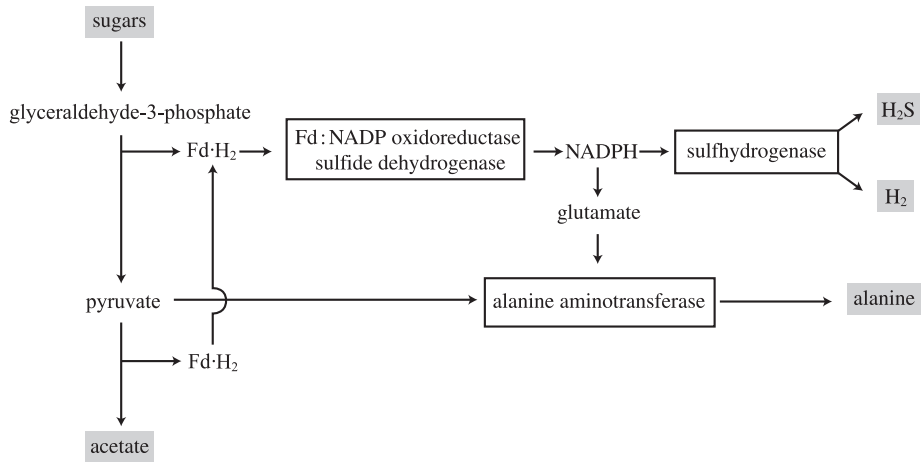 sugars
glyceraldehyde-3-phosphate
Fd·H₂
Fd : NADP oxidoreductase
sulfide dehydrogenase
NADPH
sulfhydrogenase
H₂S
H₂
glutamate
pyruvate
alanine aminotransferase
alanine
Fd·H₂
acetate